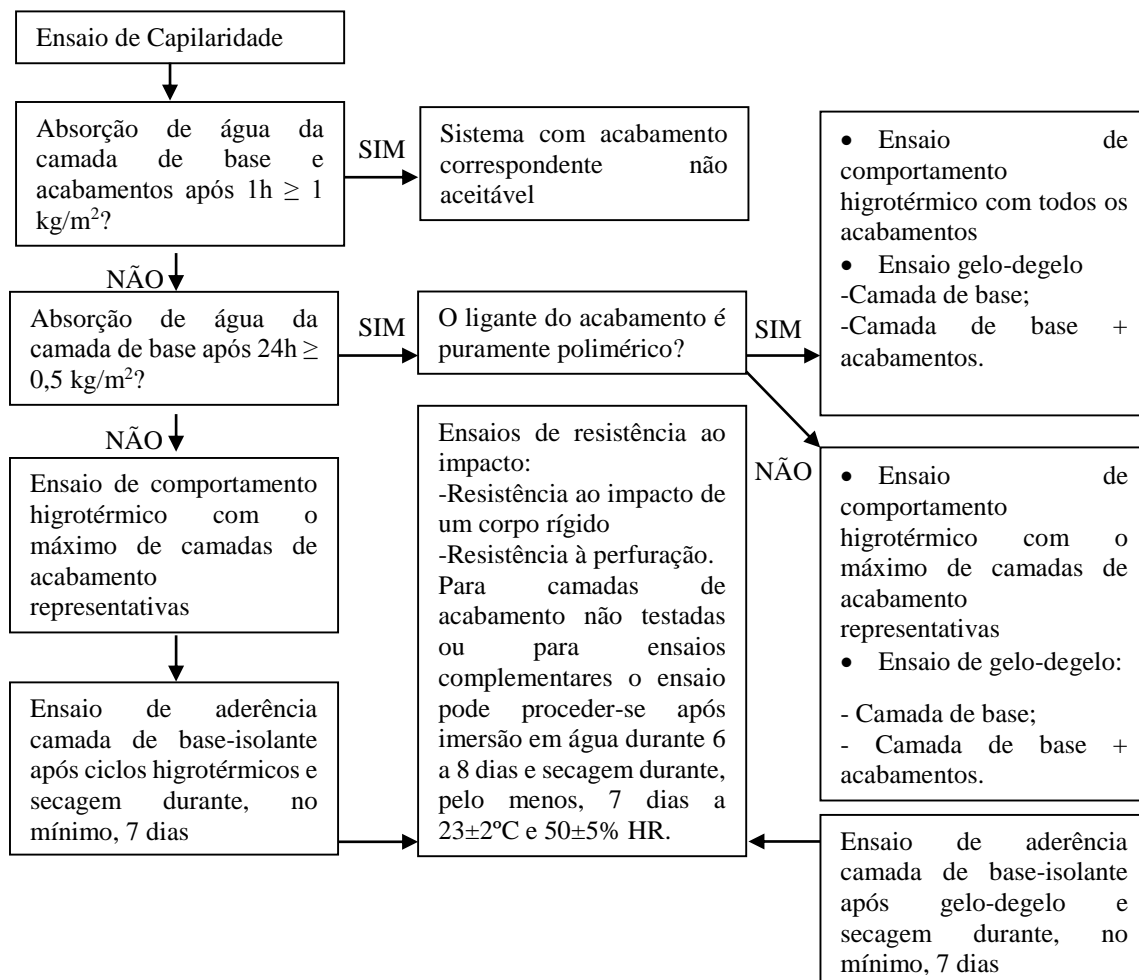 Ensaio de Capilaridade
Absorção de água da
camada de base e
acabamentos após 1h ≥ 1
kg/m²?
SIM
Sistema com acabamento
correspondente não
aceitável
NÃO
Absorção de água da
camada de base após 24h ≥
0,5 kg/m²?
SIM
O ligante do acabamento é
puramente polimérico?
SIM
• Ensaio de
comportamento
higrotérmico com todos os
acabamentos
• Ensaio gelo-degelo
-Camada de base;
-Camada de base +
acabamentos.
NÃO
NÃO
Ensaio de comportamento
higrotérmico com o
máximo de camadas de
acabamento
representativas
Ensaio de aderência
camada de base-isolante
após ciclos higrotérmicos e
secagem durante, no
mínimo, 7 dias
Ensaios de resistência ao
impacto:
-Resistência ao impacto de
um corpo rígido
-Resistência à perfuração.
Para camadas de
acabamento não testadas
ou para ensaios
complementares o ensaio
pode proceder-se após
imersão em água durante 6
a 8 dias e secagem durante,
pelo menos, 7 dias a
23±2ºC e 50±5% HR.
• Ensaio de
comportamento
higrotérmico com o
máximo de camadas de
acabamento
representativas
• Ensaio de gelo-degelo:
- Camada de base;
- Camada de base +
acabamentos.
Ensaio de aderência
camada de base-isolante
após gelo-degelo e
secagem durante, no
mínimo, 7 dias